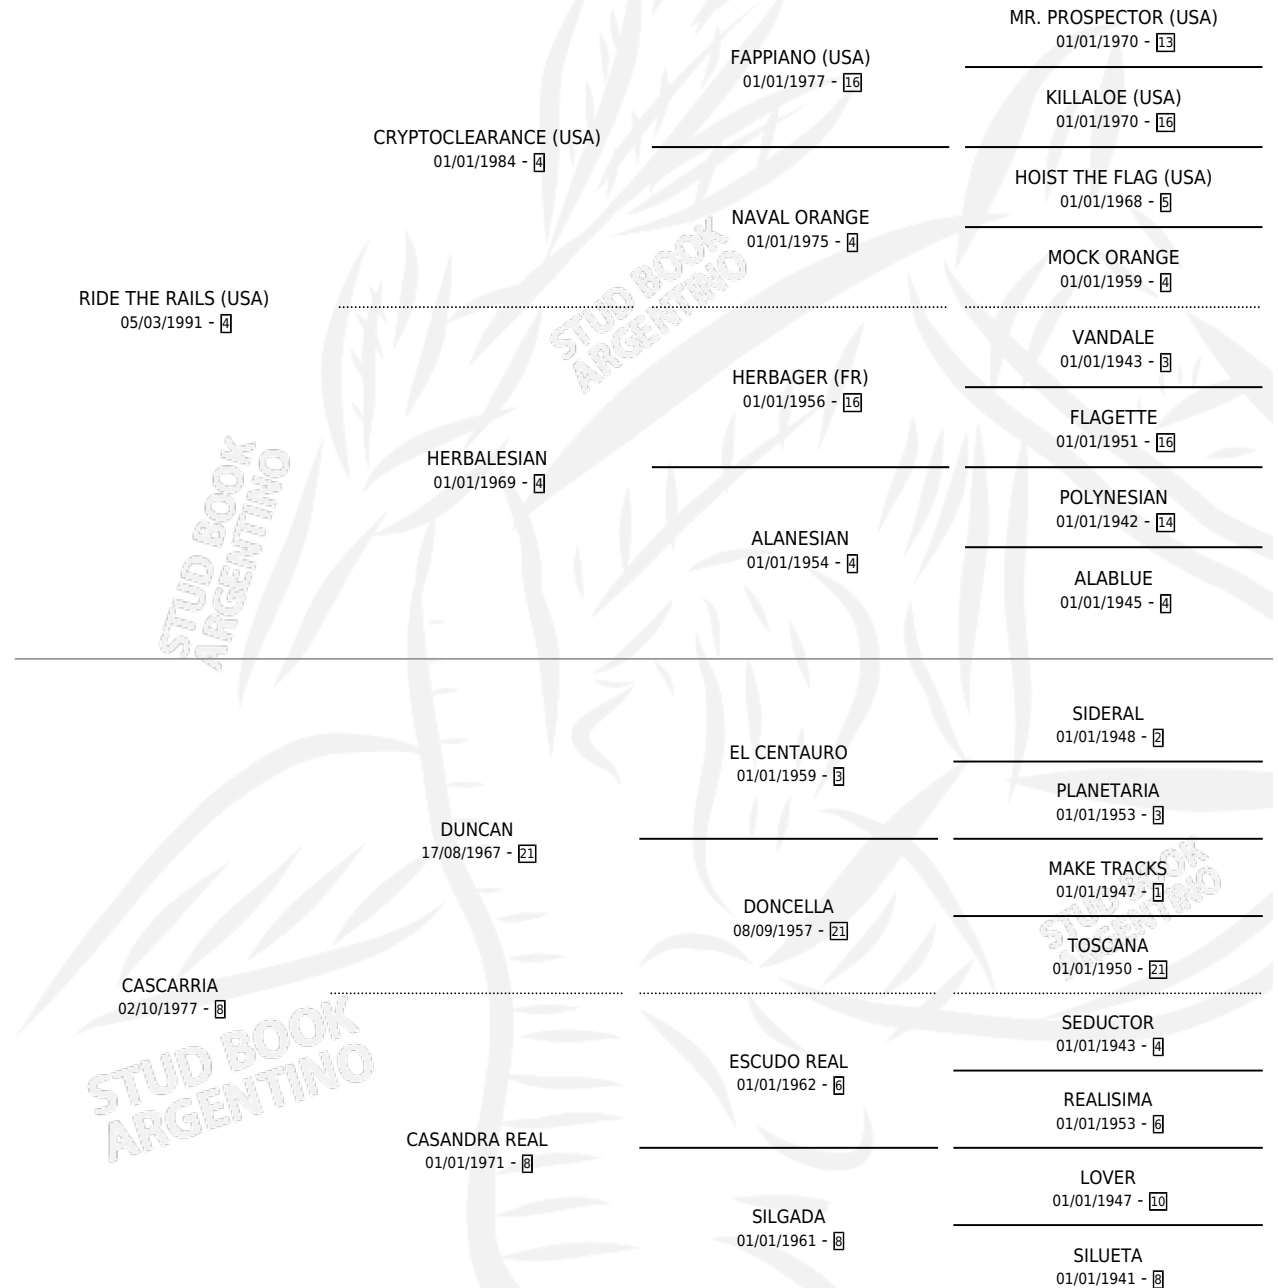 MR. PROSPECTOR (USA)
01/01/1970 - 13
FAPPIANO (USA)
01/01/1977 - 16
KILLALOE (USA)
01/01/1970 - 16
CRYPTOCLEARANCE (USA)
01/01/1984 - 4
HOIST THE FLAG (USA)
01/01/1968 - 5
NAVAL ORANGE
01/01/1975 - 4
MOCK ORANGE
01/01/1959 - 4
RIDE THE RAILS (USA)
05/03/1991 - 4
VANDALE
01/01/1943 - 3
HERBAGER (FR)
01/01/1956 - 16
FLAGETTE
01/01/1951 - 16
HERBALESIAN
01/01/1969 - 4
POLYNESIAN
01/01/1942 - 14
ALANESIAN
01/01/1954 - 4
ALABLUE
01/01/1945 - 4
STUD BOOK
ARGENTINO
STUD BOOK
ARGENTINO
SIDERAL
01/01/1948 - 2
EL CENTAURO
01/01/1959 - 3
PLANETARIA
01/01/1953 - 3
DUNCAN
17/08/1967 - 21
MAKE TRACKS
01/01/1947 - 1
DONCELLA
08/09/1957 - 21
TOSCANA
01/01/1950 - 21
STUD BOOK
ARGENTINO
CASCARRIA
02/10/1977 - 8
SEDUCTOR
01/01/1943 - 4
ESCUDO REAL
01/01/1962 - 6
REALISIMA
01/01/1953 - 6
CASANDRA REAL
01/01/1971 - 8
LOVER
01/01/1947 - 10
SILGADA
01/01/1961 - 8
SILUETA
01/01/1941 - 8
STUD BOOK
ARGENTINO